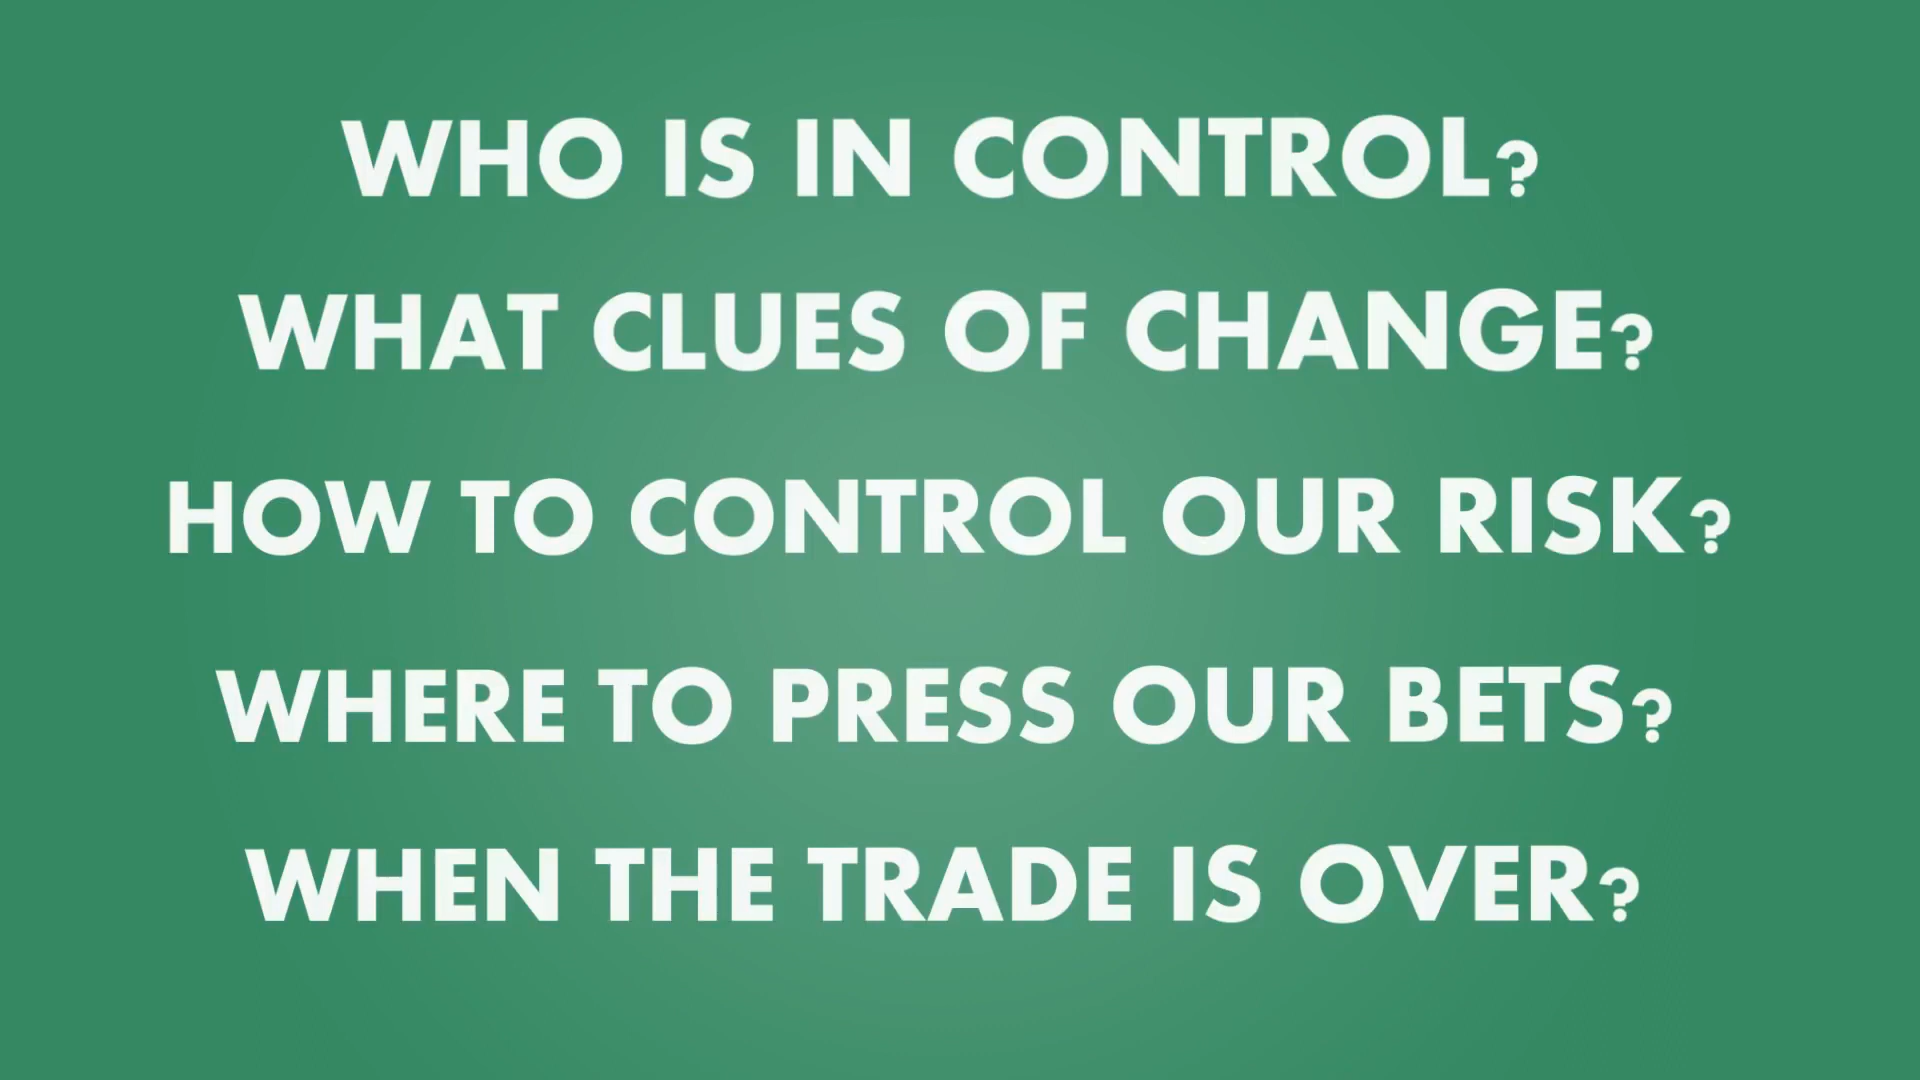 WHO IS IN CONTROL?
WHAT CLUES OF CHANGE?
HOW TO CONTROL OUR RISK?
WHERE TO PRESS OUR BETS?
WHEN THE TRADE IS OVER?